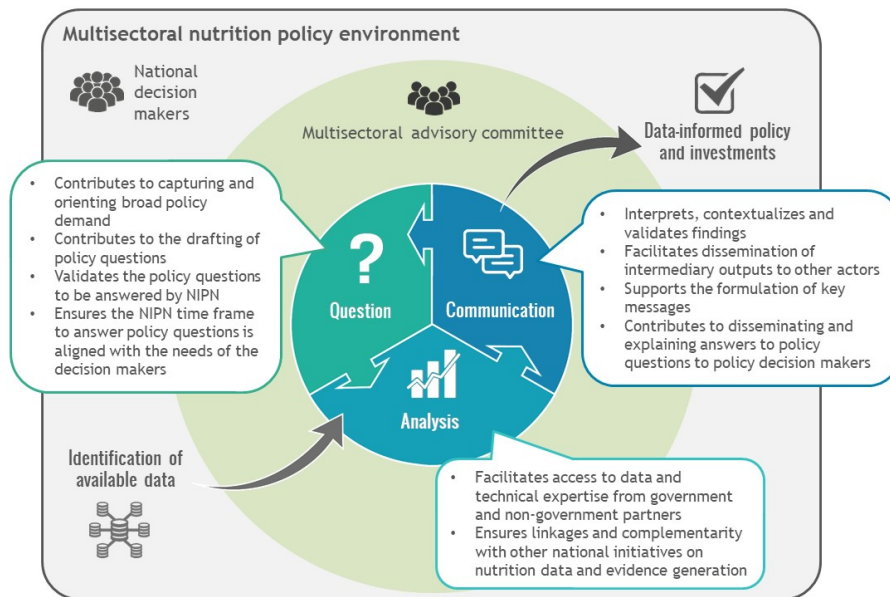 Multisectoral nutrition policy environment
National
decision
makers
Multisectoral advisory committee
Data-informed policy
and investments
• Contributes to capturing and
orienting broad policy
demand
• Contributes to the drafting of
policy questions
• Validates the policy questions
to be answered by NIPN
• Ensures the NIPN time frame
to answer policy questions is
aligned with the needs of the
decision makers
?
Question
Communication
Analysis
• Interprets, contextualizes and
validates findings
• Facilitates dissemination of
intermediary outputs to other actors
• Supports the formulation of key
messages
• Contributes to disseminating and
explaining answers to policy
questions to policy decision makers
Identification of
available data
• Facilitates access to data and
technical expertise from government
and non-government partners
• Ensures linkages and complementarity
with other national initiatives on
nutrition data and evidence generation